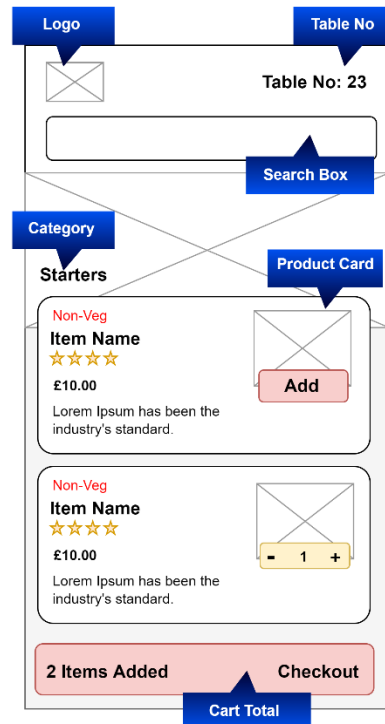 Logo
Table No
Table No: 23
Search Box
Category
Starters
Product Card
Non-Veg
Item Name
£10.00
Lorem Ipsum has been the
industry's standard.
Add
Non-Veg
Item Name
£10.00
Lorem Ipsum has been the
industry's standard.
- 1 +
2 Items Added Checkout
Cart Total